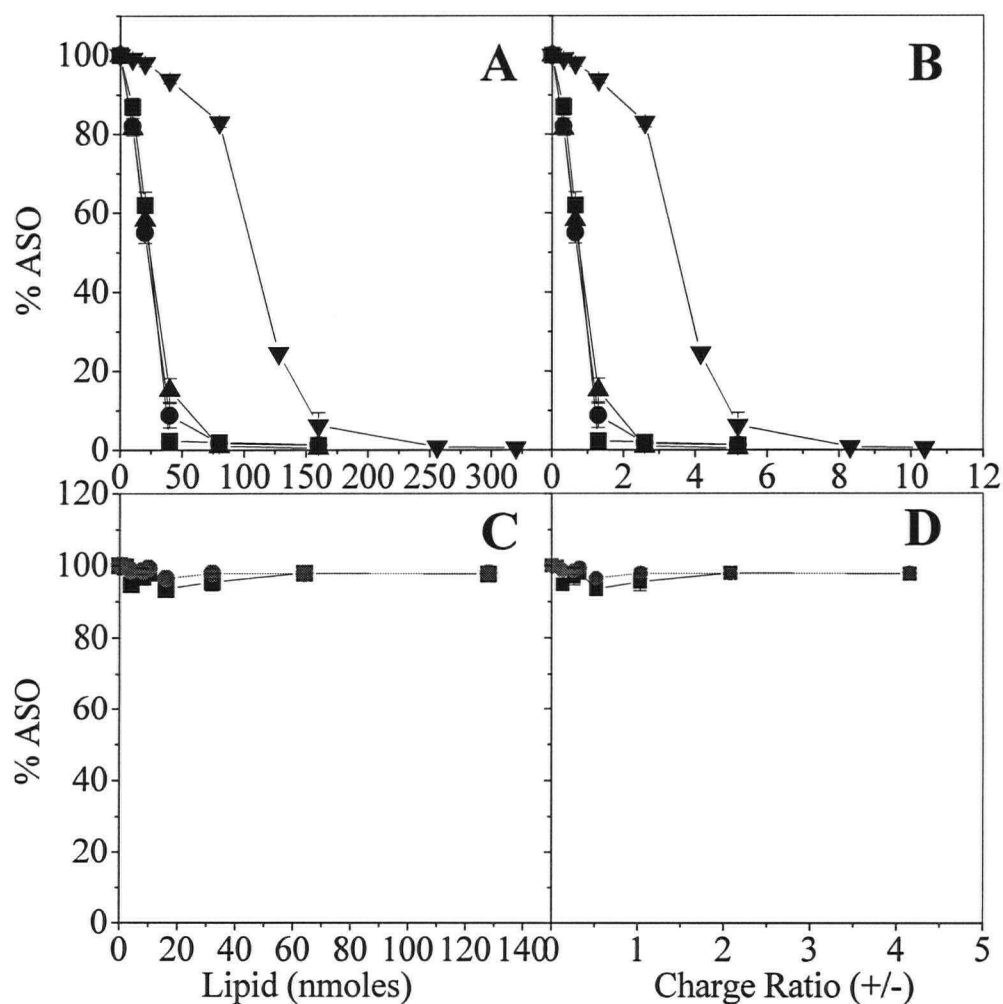 100
80
60
40
20
0
% ASO
A
B
0 50 100 150 200 250 300
0 2 4 6 8 10 12
120
100
80
60
40
20
0
% ASO
C
D
0 20 40 60 80 100 120 140
0 1 2 3 4 5
Lipid (nmoles)
Charge Ratio (+/-)